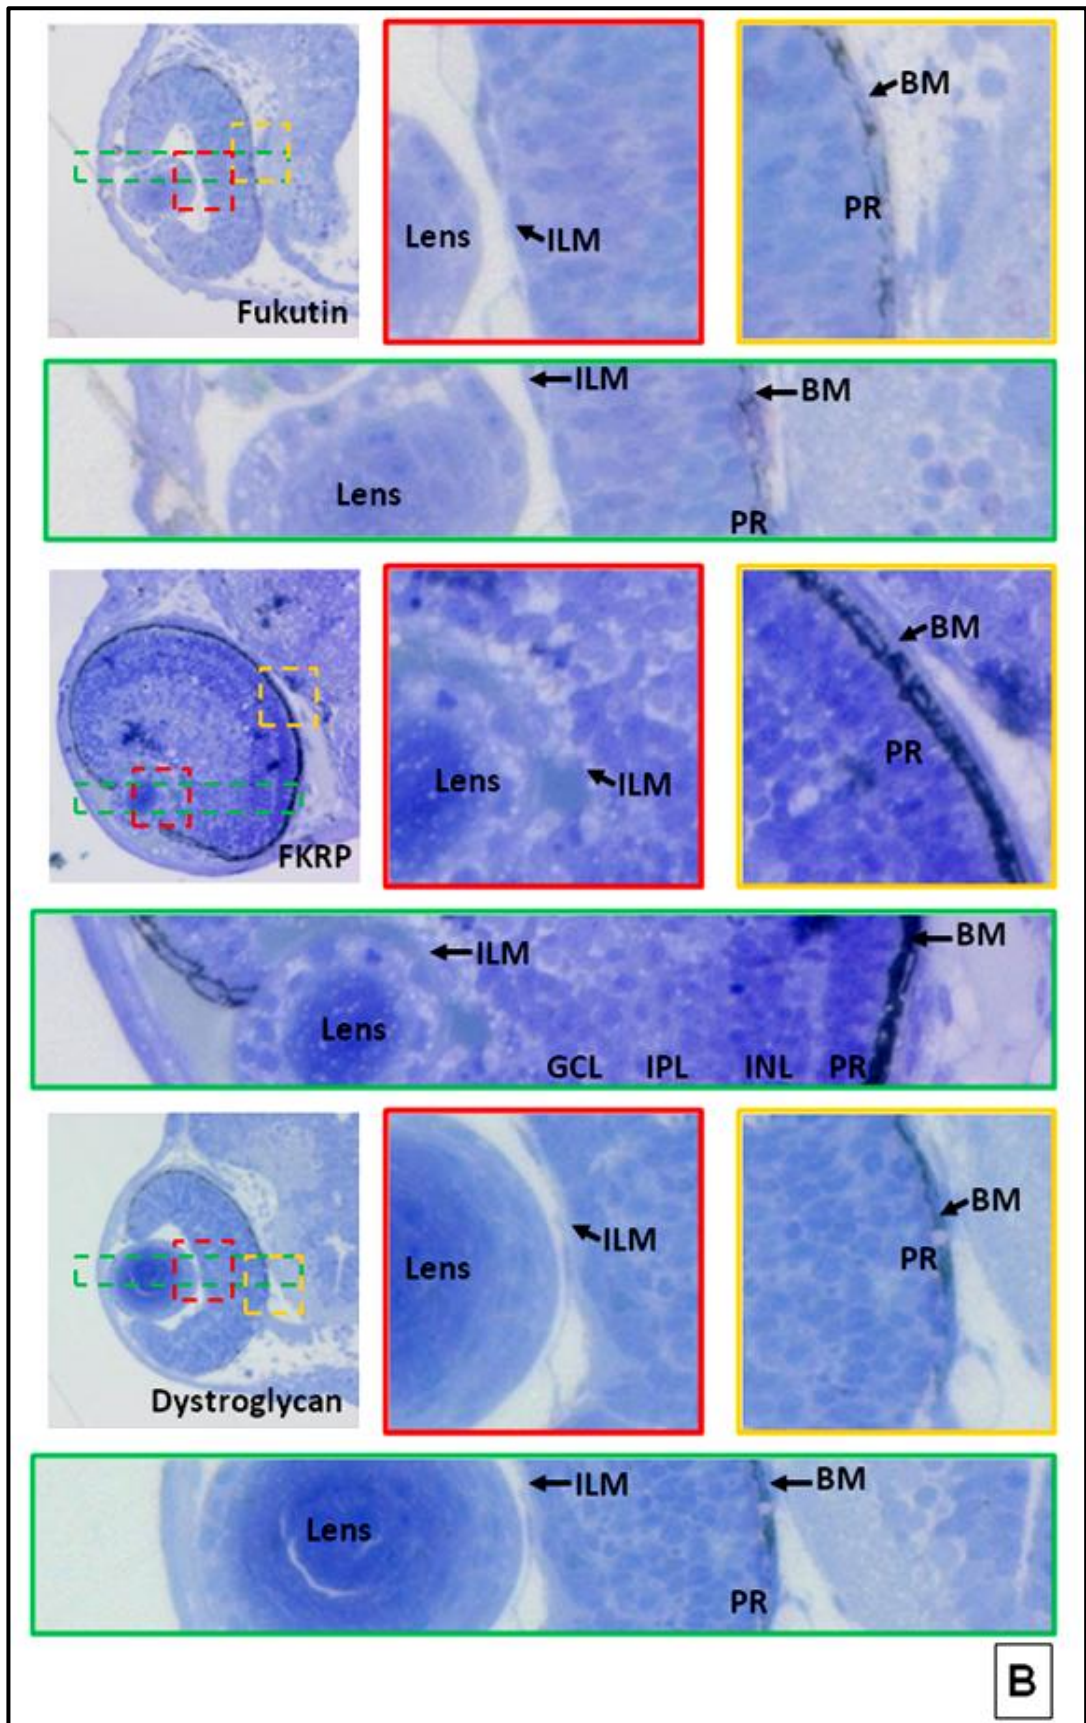 BM
PR
Lens
ILM
Fukutin
ILM
BM
Lens
PR
BM
PR
Lens
ILM
FKRP
ILM
BM
Lens
GCL IPL INL PR
BM
PR
Lens
ILM
Dystroglycan
ILM
BM
Lens
PR
B